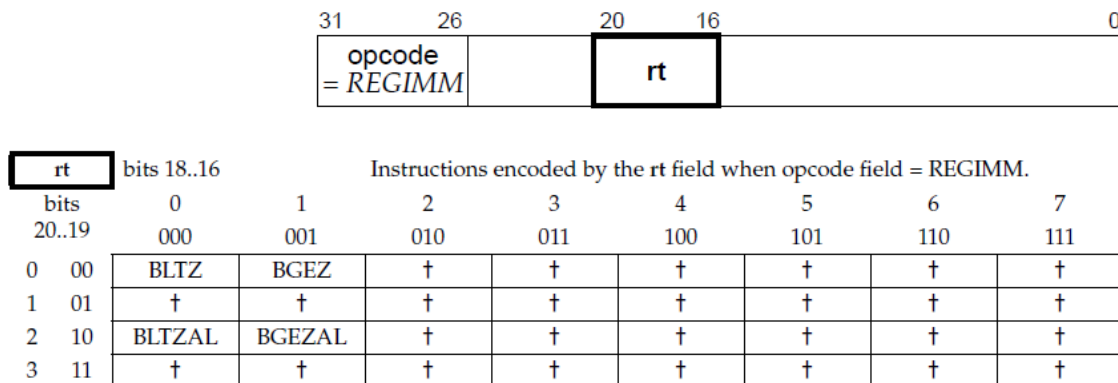 31 26 20 16 0
opcode
= REGIMM
rt
rt bits 18..16 Instructions encoded by the rt field when opcode field = REGIMM.
bits 0 1 2 3 4 5 6 7
20..19 000 001 010 011 100 101 110 111
0 00 BLTZ BGEZ † † † † † †
1 01 † † † † † † † †
2 10 BLTZAL BGEZAL † † † † † †
3 11 † † † † † † † †